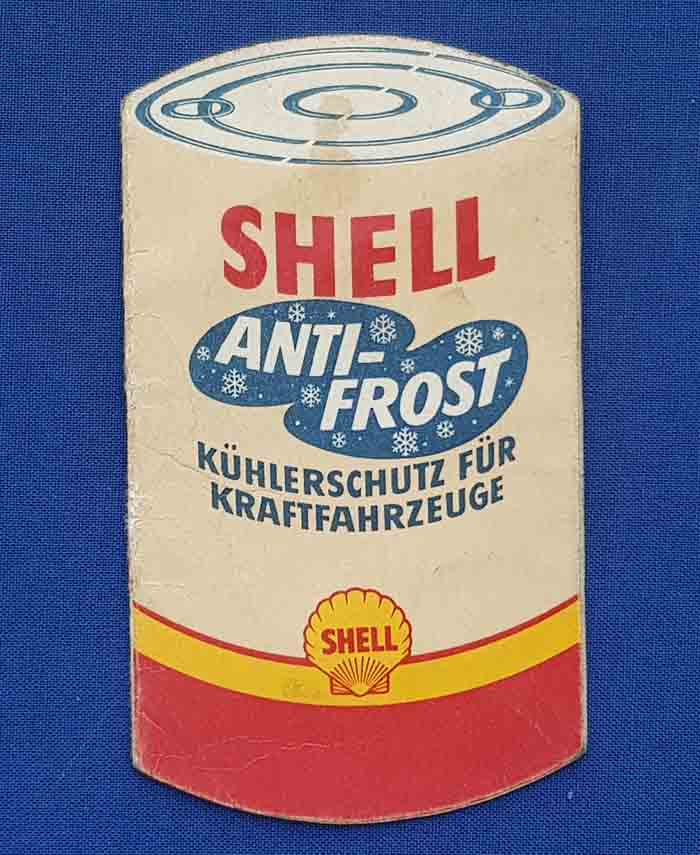 SHELL
ANTI-
FROST
KÜHLERSCHUTZ FÜR
KRAFTFAHRZEUGE
SHELL